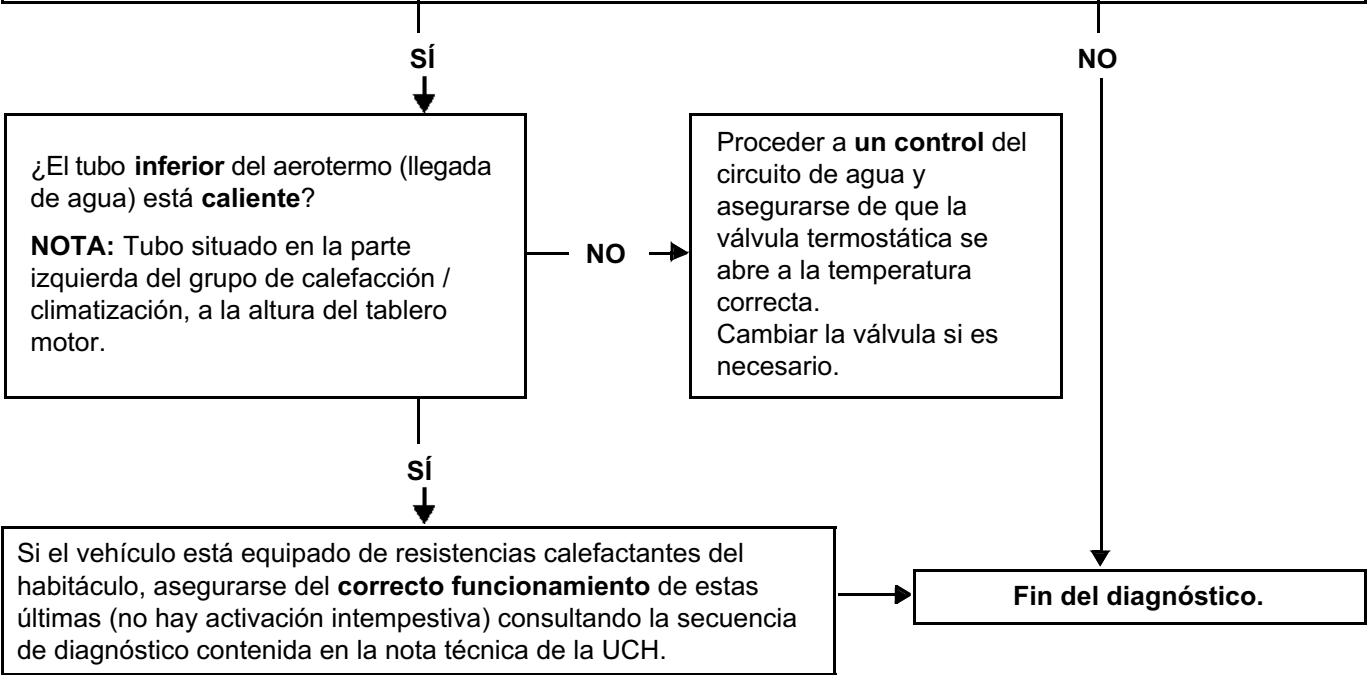 SÍ
NO
¿El tubo inferior del aerotermo (llegada
de agua) está caliente?
NOTA: Tubo situado en la parte
izquierda del grupo de calefacción /
climatización, a la altura del tablero
motor.
NO
Proceder a un control del
circuito de agua y
asegurarse de que la
válvula termostática se
abre a la temperatura
correcta.
Cambiar la válvula si es
necesario.
SÍ
Si el vehículo está equipado de resistencias calefactantes del
habitáculo, asegurarse del correcto funcionamiento de estas
últimas (no hay activación intempestiva) consultando la secuencia
de diagnóstico contenida en la nota técnica de la UCH.
Fin del diagnóstico.